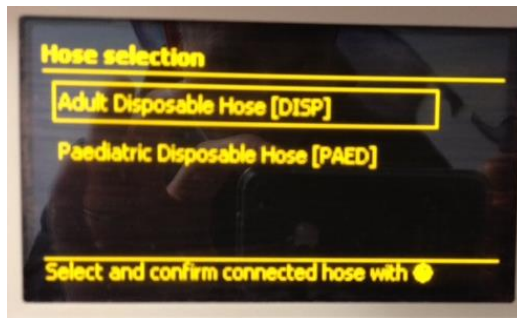 Hose selection
Adult Disposable Hose [DISP]
Paediatric Disposable Hose [PAED]
Select and confirm connected hose with